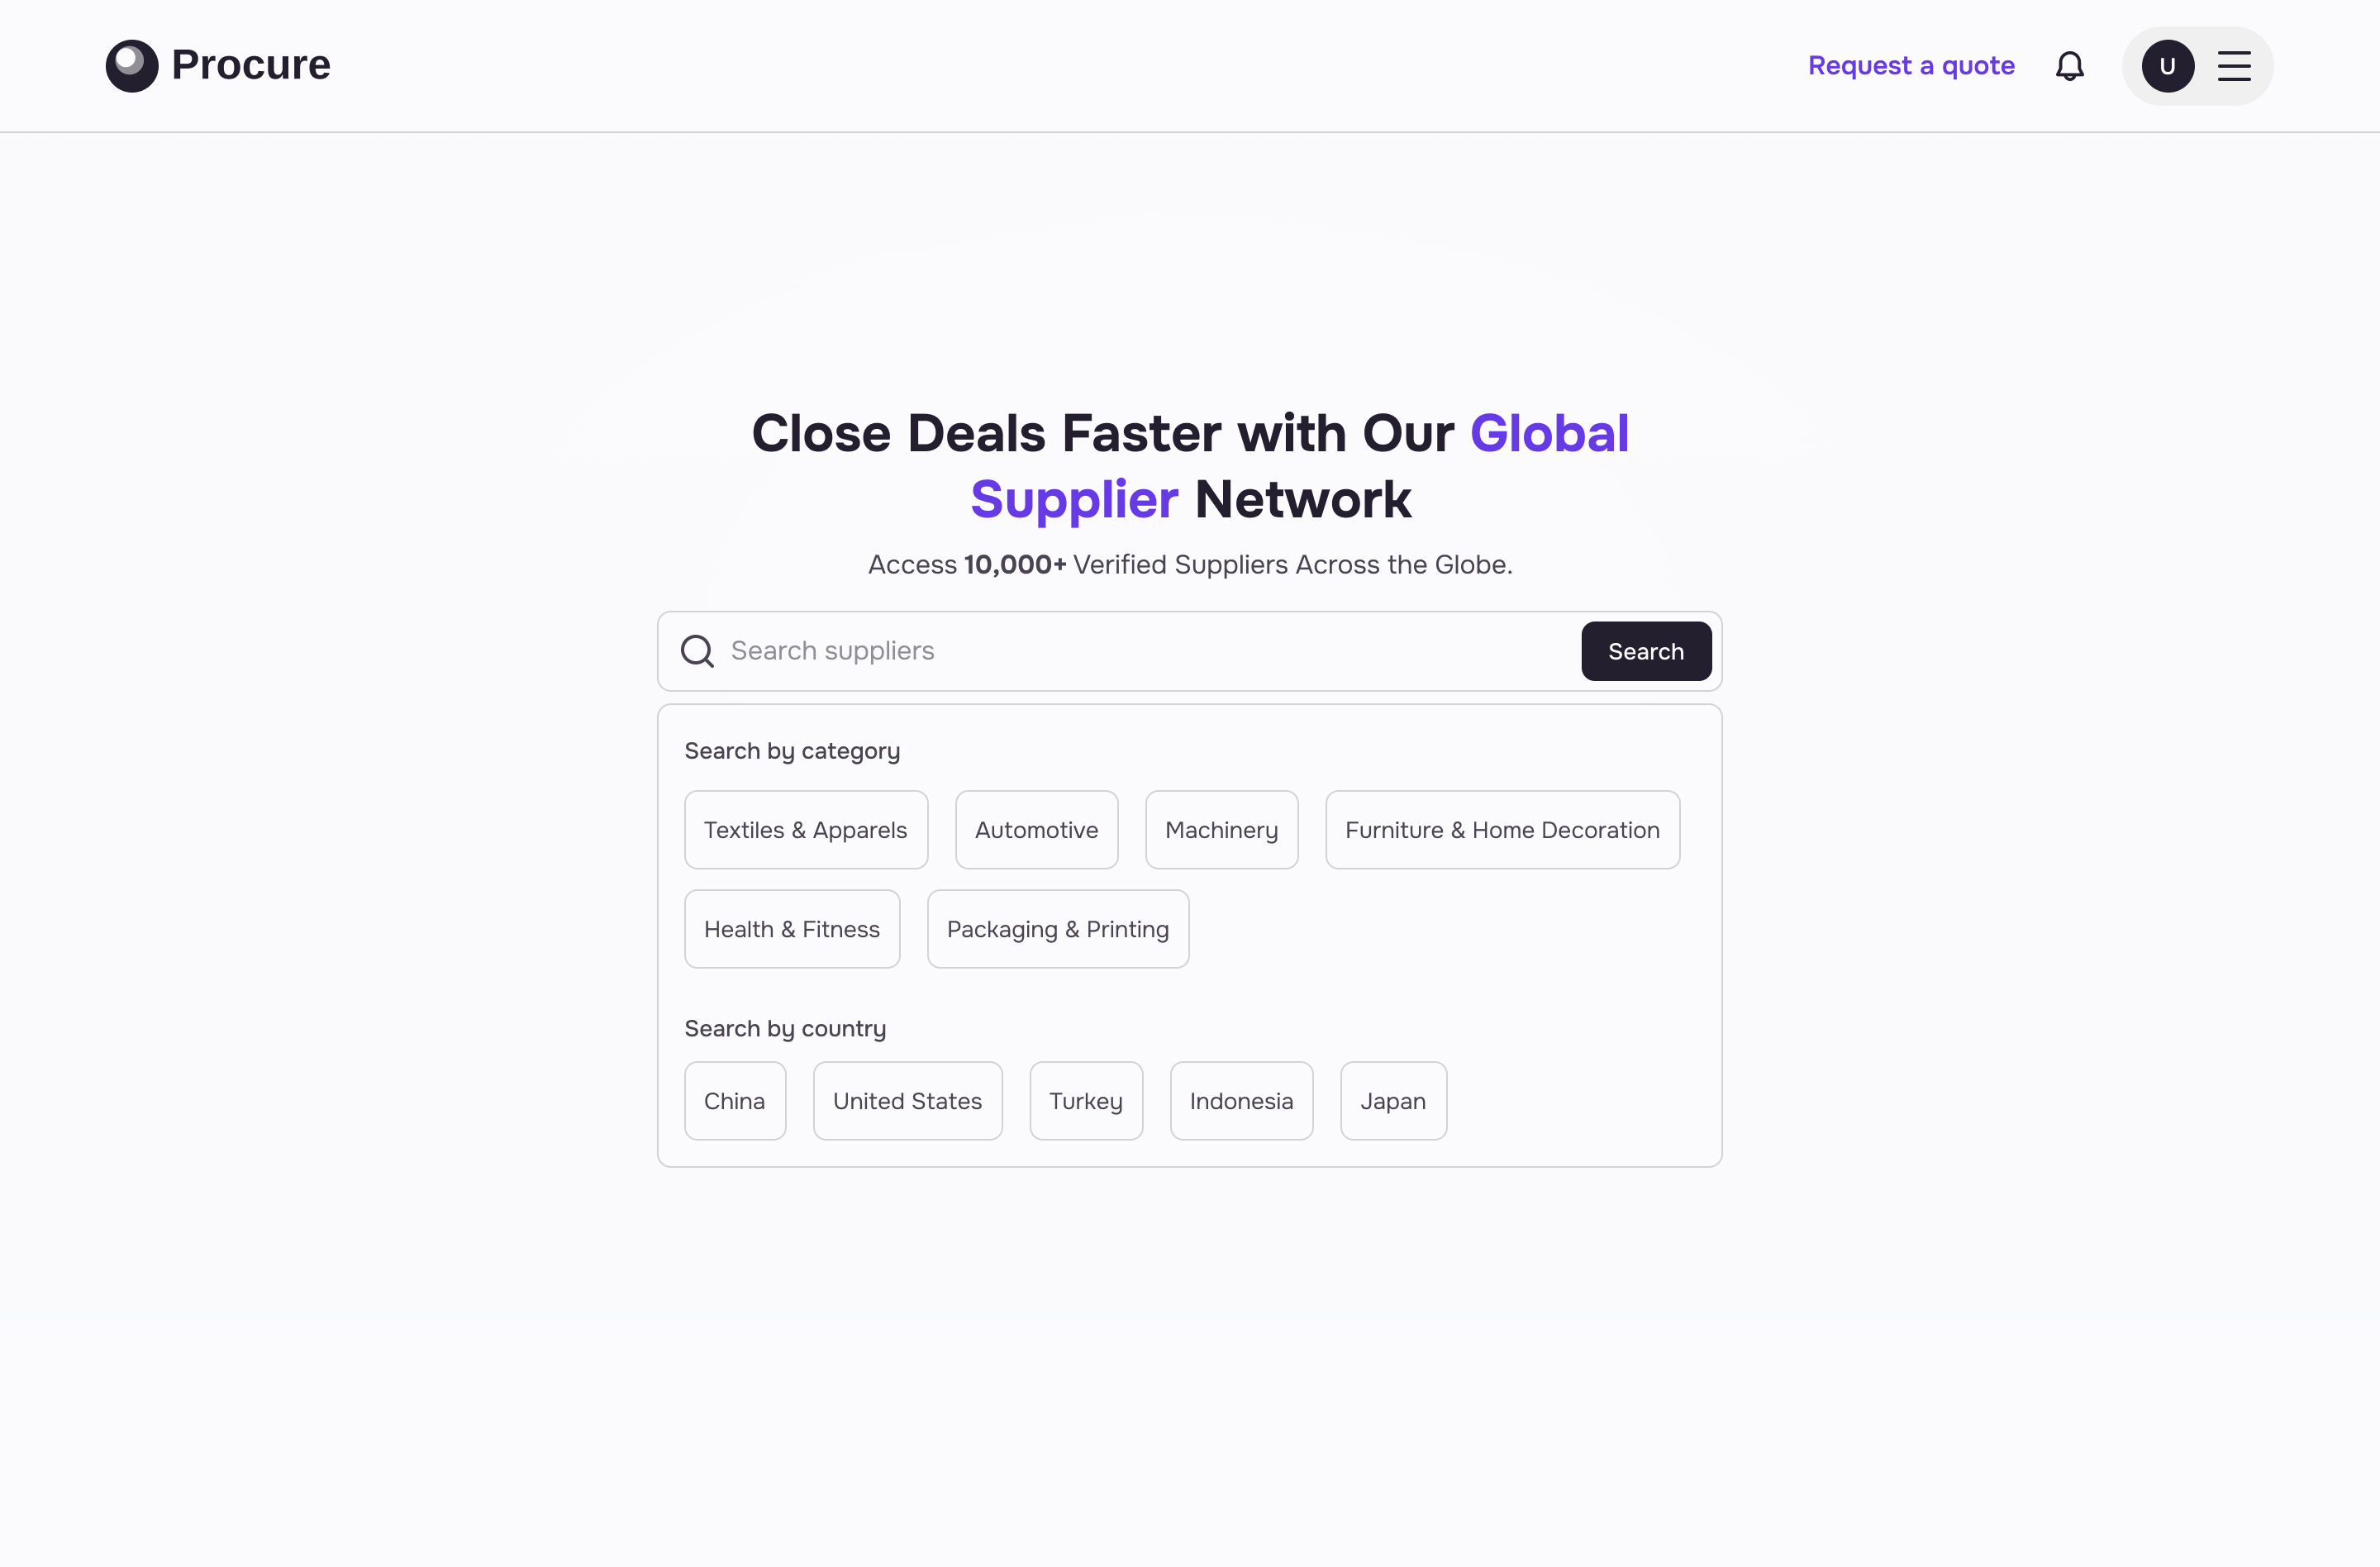 Procure
Request a quote
U
Close Deals Faster with Our Global
Supplier Network
Access 10,000+ Verified Suppliers Across the Globe.
Search suppliers
Search
Search by category
Textiles & Apparels
Automotive
Machinery
Furniture & Home Decoration
Health & Fitness
Packaging & Printing
Search by country
China
United States
Turkey
Indonesia
Japan